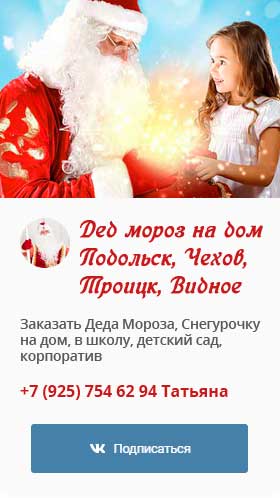 Дед мороз на дом
Подольск, Чехов,
Троицк, Видное
Заказать Деда Мороза, Снегурочку
на дом, в школу, детский сад,
корпоратив
+7 (925) 754 62 94 Татьяна
Подписаться